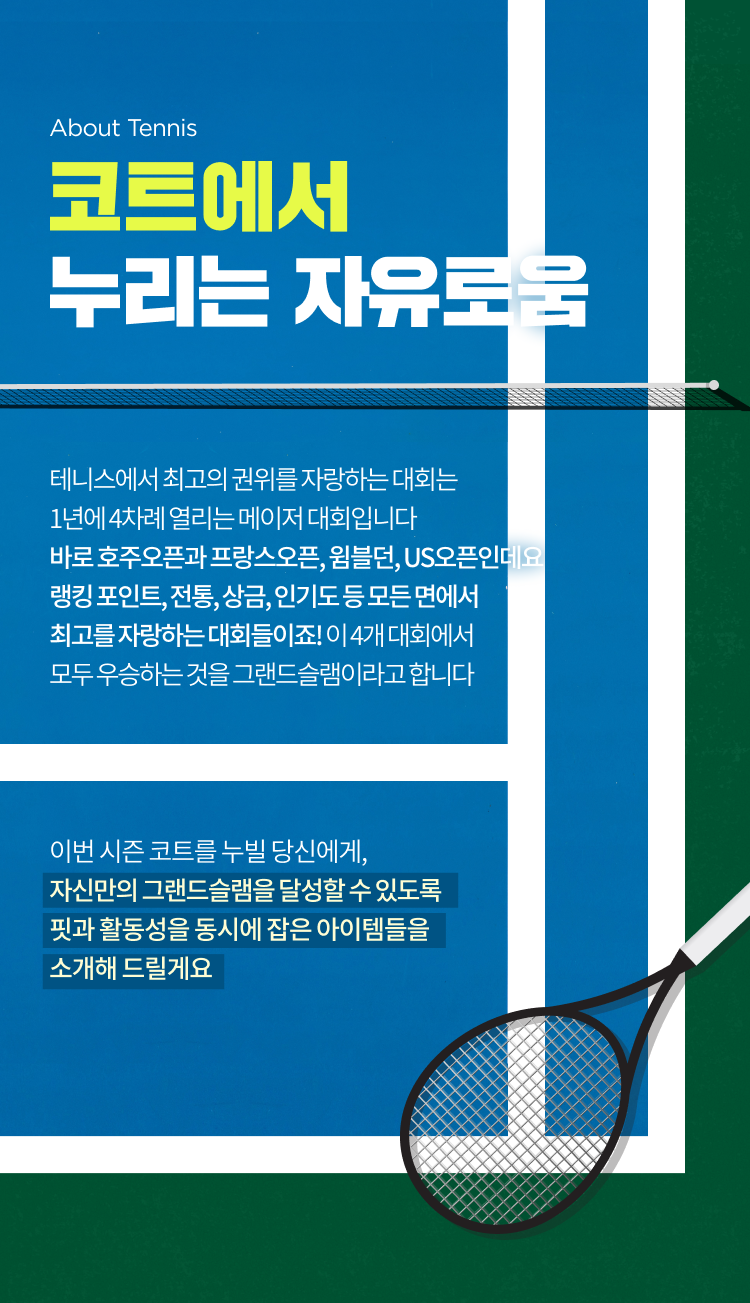 About Tennis
코트에서
누리는 자유로움
테니스에서 최고의 권위를 자랑하는 대회는
1년에 4차례 열리는 메이저 대회입니다
바로 호주오픈과 프랑스오픈, 윔블던, US오픈인데요
랭킹 포인트, 전통, 상금, 인기도 등 모든 면에서
최고를 자랑하는 대회들이죠! 이 4개 대회에서
모두 우승하는 것을 그랜드슬램이라고 합니다
이번 시즌 코트를 누빌 당신에게,
자신만의 그랜드슬램을 달성할 수 있도록
핏과 활동성을 동시에 잡은 아이템들을
소개해 드릴게요